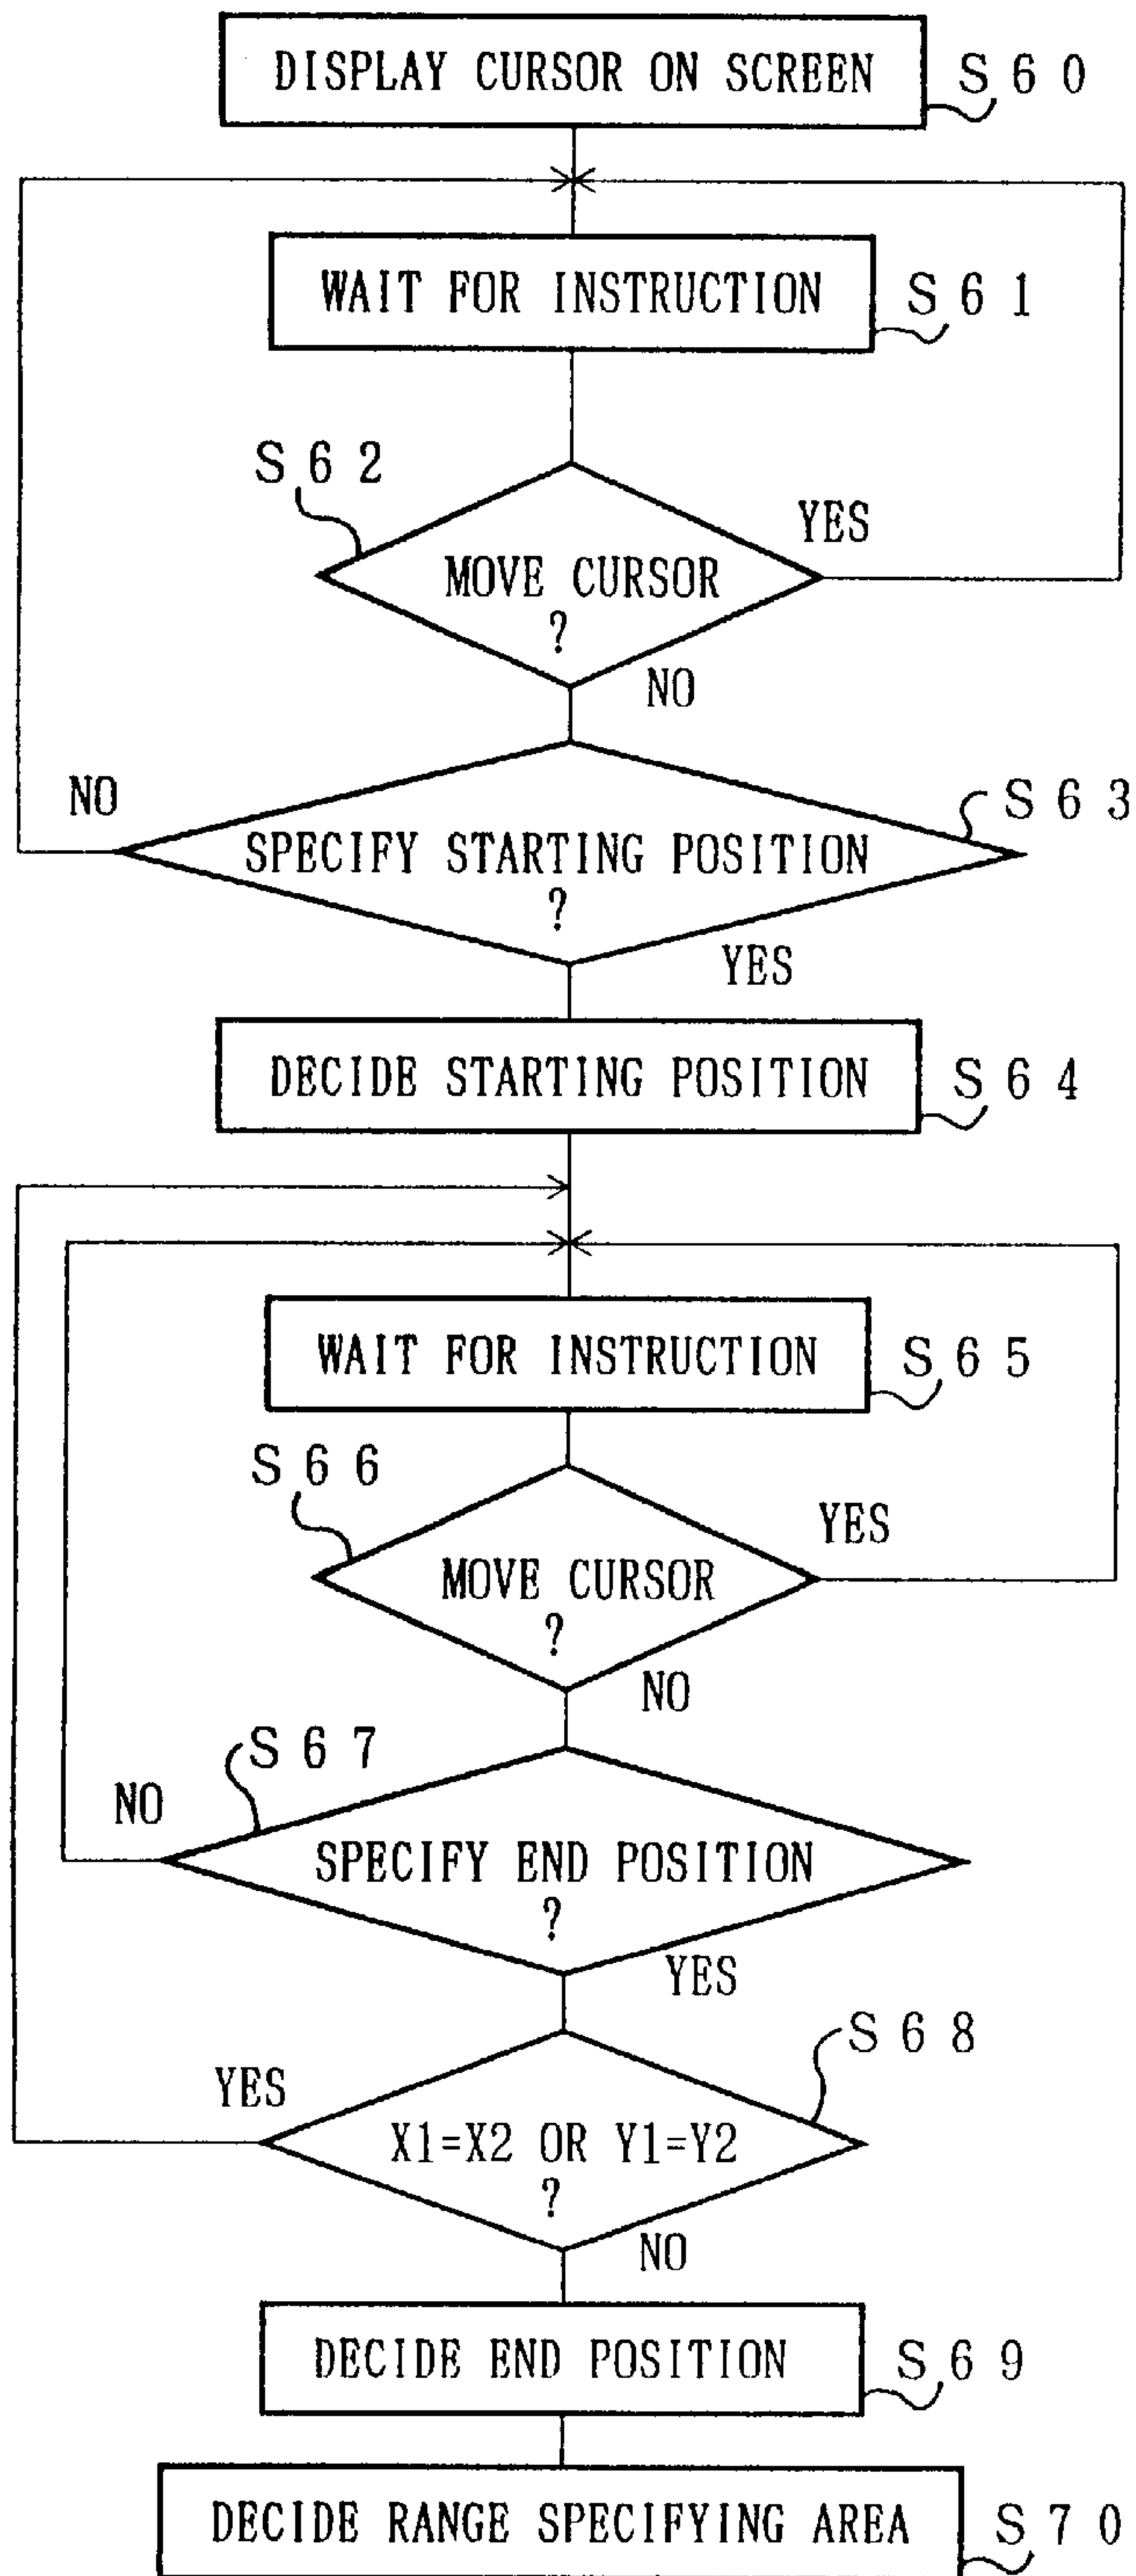 DISPLAY CURSOR ON SCREEN S60
WAIT FOR INSTRUCTION S61
S62
YES
MOVE CURSOR
?
NO
NO
S63
SPECIFY STARTING POSITION
?
YES
DECIDE STARTING POSITION S64
WAIT FOR INSTRUCTION S65
S66
YES
MOVE CURSOR
?
NO
S67
NO
SPECIFY END POSITION
?
YES
S68
YES
X1=X2 OR Y1=Y2
?
NO
DECIDE END POSITION S69
DECIDE RANGE SPECIFYING AREA S70